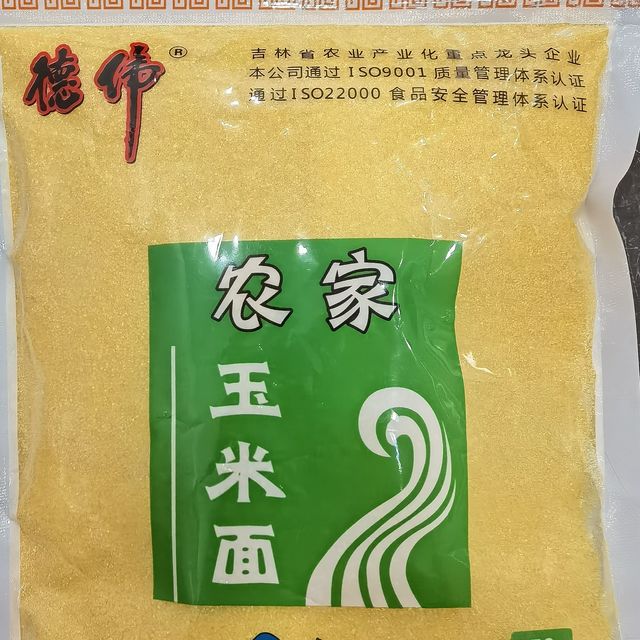 德伟®
吉林省农业产业化重点龙头企业
本公司通过ISO9001质量管理体系认证
通过ISO22000食品安全管理体系认证
农家
玉米面